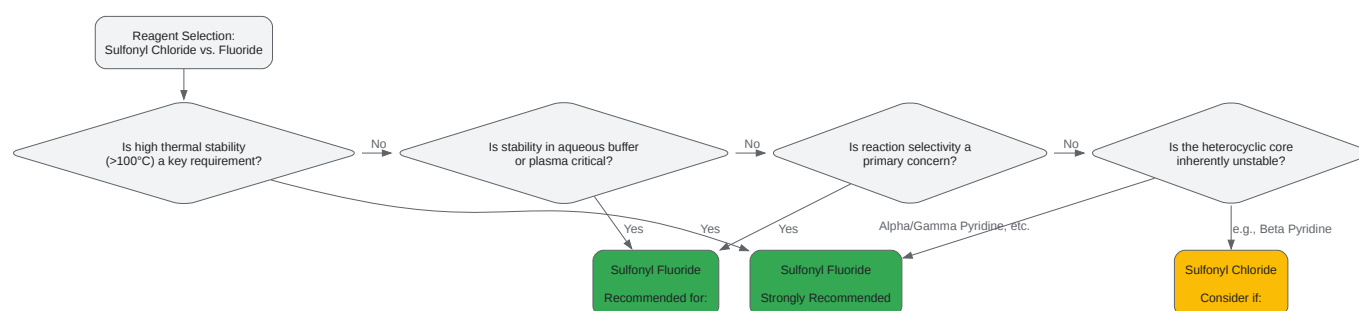 Reagent Selection:
Sulfonyl Chloride vs. Fluoride
Is high thermal stability
(>100°C) a key requirement?
No
Is stability in aqueous buffer
or plasma critical?
No
Is reaction selectivity a
primary concern?
No
Is the heterocyclic core
inherently unstable?
Yes
Yes
Yes
Alpha/Gamma Pyridine, etc.
e.g., Beta Pyridine
Sulfonyl Fluoride
Recommended for:
Sulfonyl Fluoride
Strongly Recommended
Sulfonyl Chloride
Consider if: